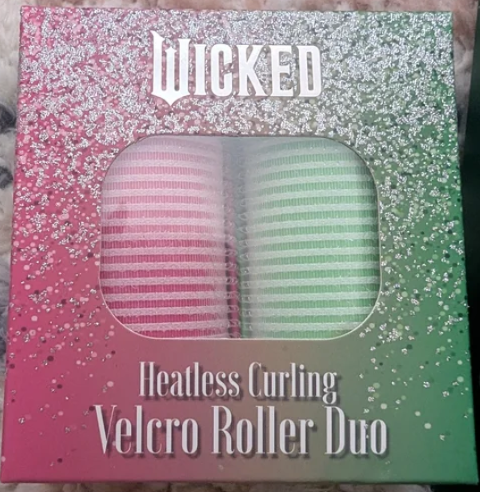 WICKED
Heatless Curling
Velcro Roller Duo